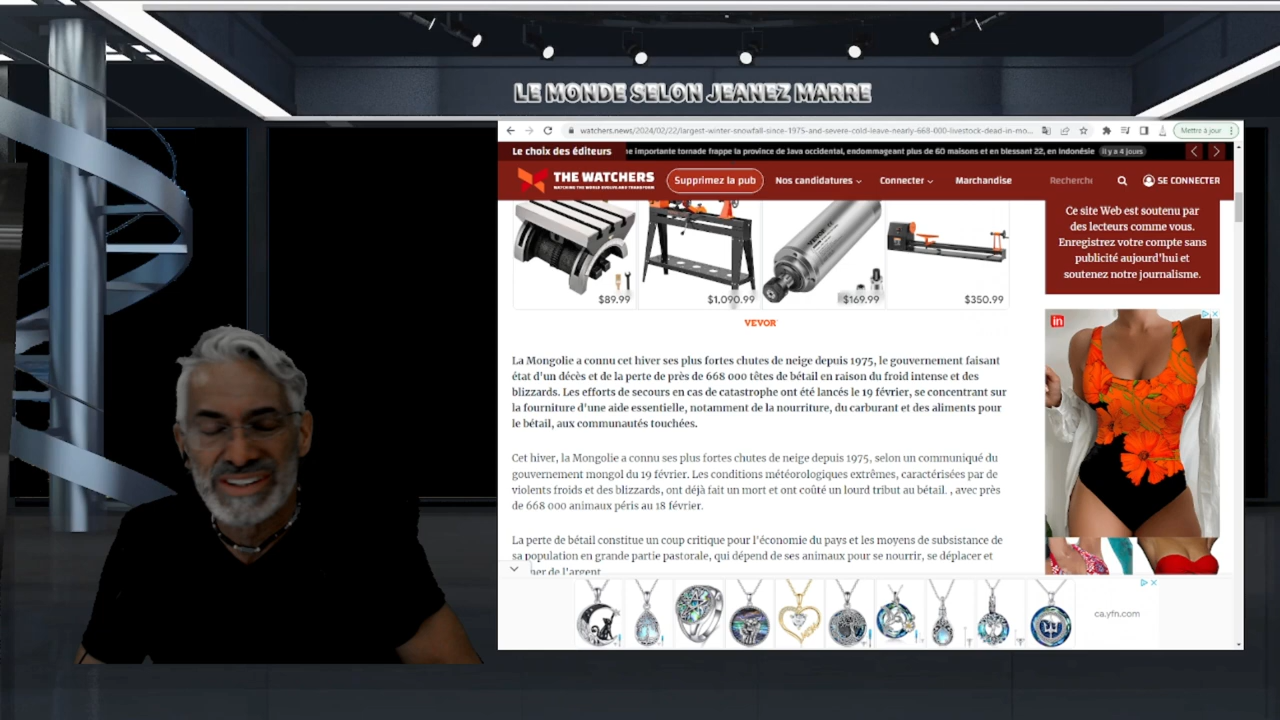 LE MONDE SELON JEANEZ MARRE
watchers.news/2024/02/22/largest-winter-snowfall-since-1975-and-severe-cold-leave-nearly-668-000-livestock-dead-in-mo...
Mettre à jour
Le choix des éditeurs
ne importante tornade frappe la province de Java occidental, endommageant plus de 60 maisons et en blessant 22, en Indonésie
il y a 4 jours
THE WATCHERS
WATCHING THE WORLD EVOLVE AND TRANSFORM
Supprimez la pub
Nos candidatures
Connecter
Marchandise
Recherch
SE CONNECTER
$89.99
$1,090.99
$169.99
$350.99
VEVOR
La Mongolie a connu cet hiver ses plus fortes chutes de neige depuis 1975, le gouvernement faisant
état d'un décès et de la perte de près de 668 000 têtes de bétail en raison du froid intense et des
blizzards. Les efforts de secours en cas de catastrophe ont été lancés le 19 février, se concentrant sur
la fourniture d'une aide essentielle, notamment de la nourriture, du carburant et des aliments pour
le bétail, aux communautés touchées.
Cet hiver, la Mongolie a connu ses plus fortes chutes de neige depuis 1975, selon un communiqué du
gouvernement mongol du 19 février. Les conditions météorologiques extrêmes, caractérisées par de
violents froids et des blizzards, ont déjà fait un mort et ont coûté un lourd tribut au bétail. , avec près
de 668 000 animaux péris au 18 février.
La perte de bétail constitue un coup critique pour l'économie du pays et les moyens de subsistance de
sa population en grande partie pastorale, qui dépend de ses animaux pour se nourrir, se déplacer et
de l'argent.
Ce site Web est soutenu par
des lecteurs comme vous.
Enregistrez votre compte sans
publicité aujourd'hui et
soutenez notre journalisme.
in
ca.yfn.com